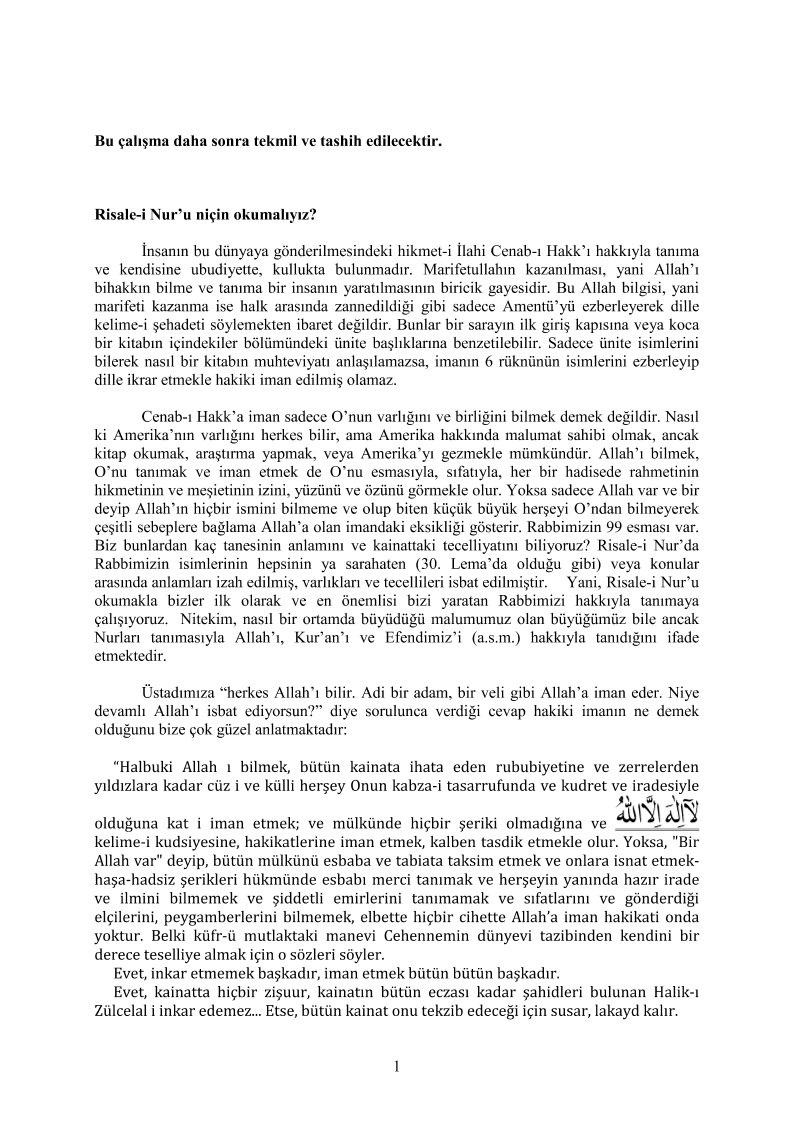 Bu çalışma daha sonra tekmil ve tashih edilecektir.
Risale-i Nur’u niçin okumalıyız?
İnsanın bu dünyaya gönderilmesindeki hikmet-i İlahi Cenab-ı Hakk’ı hakkıyla tanıma
ve kendisine ubudiyette, kullukta bulunmadır. Marifetullahın kazanılması, yani Allah’ı
bihakkın bilme ve tanıma bir insanın yaratılmasının biricik gayesidir. Bu Allah bilgisi, yani
marifeti kazanma ise halk arasında zannedildiği gibi sadece Amentü’yü ezberleyerek dille
kelime-i şehadeti söylemekten ibaret değildir. Bunlar bir sarayın ilk giriş kapısına veya koca
bir kitabın içindekiler bölümündeki ünite başlıklarına benzetilebilir. Sadece ünite isimlerini
bilerek nasıl bir kitabın muhteviyatı anlaşılamazsa, imanın 6 rüknünün isimlerini ezberleyip
dille ikrar etmekle hakiki iman edilmiş olamaz.
Cenab-ı Hakk’a iman sadece O’nun varlığını ve birliğini bilmek demek değildir. Nasıl
ki Amerika’nın varlığını herkes bilir, ama Amerika hakkında malumat sahibi olmak, ancak
kitap okumak, araştırma yapmak, veya Amerika’yı gezmekle mümkündür. Allah’ı bilmek,
O’nu tanımak ve iman etmek de O’nu esmasıyla, sıfatıyla, her bir hadisede rahmetinin
hikmetinin ve meşietinin izini, yüzünü ve özünü görmekle olur. Yoksa sadece Allah var ve bir
deyip Allah’ın hiçbir ismini bilmeme ve olup biten küçük büyük herşeyi O’ndan bilmeyerek
çeşitli sebeplere bağlama Allah’a olan imandaki eksikliği gösterir. Rabbimizin 99 esması var.
Biz bunlardan kaç tanesinin anlamını ve kainattaki tecelliyatını biliyoruz? Risale-i Nur’da
Rabbimizin isimlerinin hepsinin ya sarahaten (30. Lema’da olduğu gibi) veya konular
arasında anlamları izah edilmiş, varlıkları ve tecellileri isbat edilmiştir. Yani, Risale-i Nur’u
okumakla bizler ilk olarak ve en önemlisi bizi yaratan Rabbimizi hakkıyla tanımaya
çalışıyoruz. Nitekim, nasıl bir ortamda büyüdüğü malumumuz olan büyüğümüz bile ancak
Nurları tanımasıyla Allah’ı, Kur’an’ı ve Efendimiz’i (a.s.m.) hakkıyla tanıdığını ifade
etmektedir.
Üstadımıza “herkes Allah’ı bilir. Adi bir adam, bir veli gibi Allah’a iman eder. Niye
devamlı Allah’ı isbat ediyorsun?” diye sorulunca verdiği cevap hakiki imanın ne demek
olduğunu bize çok güzel anlatmaktadır:
“Halbuki Allah ı bilmek, bütün kainata ihata eden rububiyetine ve zerrelerden
yıldızlara kadar cüz i ve külli herşey Onun kabza-i tasarrufunda ve kudret ve iradesiyle
olduğuna kat i iman etmek; ve mülkünde hiçbir şeriki olmadığına ve لَآ اِلٰهَ اِلَّا اللّٰهُ
kelime-i kudsiyesine, hakikatlerine iman etmek, kalben tasdik etmekle olur. Yoksa, "Bir
Allah var" deyip, bütün mülkünü esbaba ve tabiata taksim etmek ve onlara isnat etmek-
haşa-hadsiz şerikleri hükmünde esbabı merci tanımak ve herşeyin yanında hazır irade
ve ilmini bilmemek ve şiddetli emirlerini tanımamak ve sıfatlarını ve gönderdiği
elçilerini, peygamberlerini bilmemek, elbette hiçbir cihette Allah’a iman hakikati onda
yoktur. Belki küfr-ü mutlaktaki manevi Cehennemin dünyevi tazibinden kendini bir
derece teselliye almak için o sözleri söyler.
Evet, inkar etmemek başkadır, iman etmek bütün bütün başkadır.
Evet, kainatta hiçbir zişuur, kainatın bütün eczası kadar şahidleri bulunan Halik-ı
Zülcelal i inkar edemez... Etse, bütün kainat onu tekzib edeceği için susar, lakayd kalır.
1